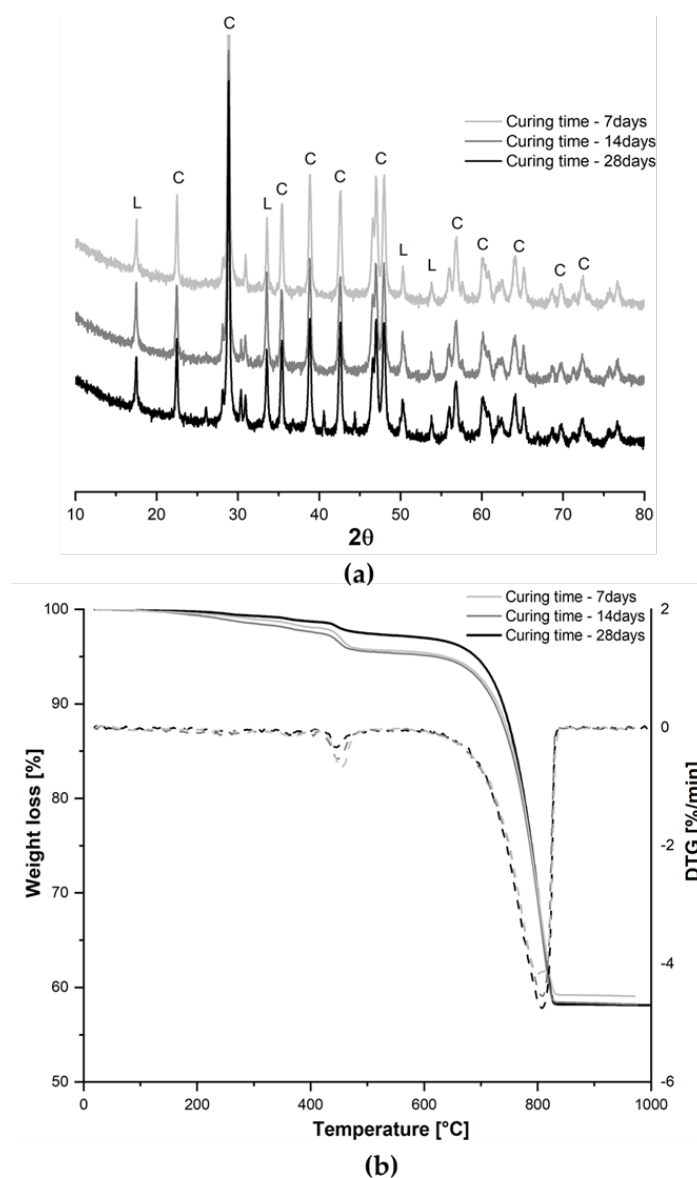 C
Curing time - 7days
Curing time - 14days
Curing time - 28days
L C L C C C C L L C C C C C
10 20 30 40 50 60 70 80
2θ
(a)
Curing time - 7days
Curing time - 14days
Curing time - 28days
100 90 80 70 60 50
Weight loss [%]
2 0 -2 -4 -6
DTG [%/min]
0 200 400 600 800 1000
Temperature [°C]
(b)